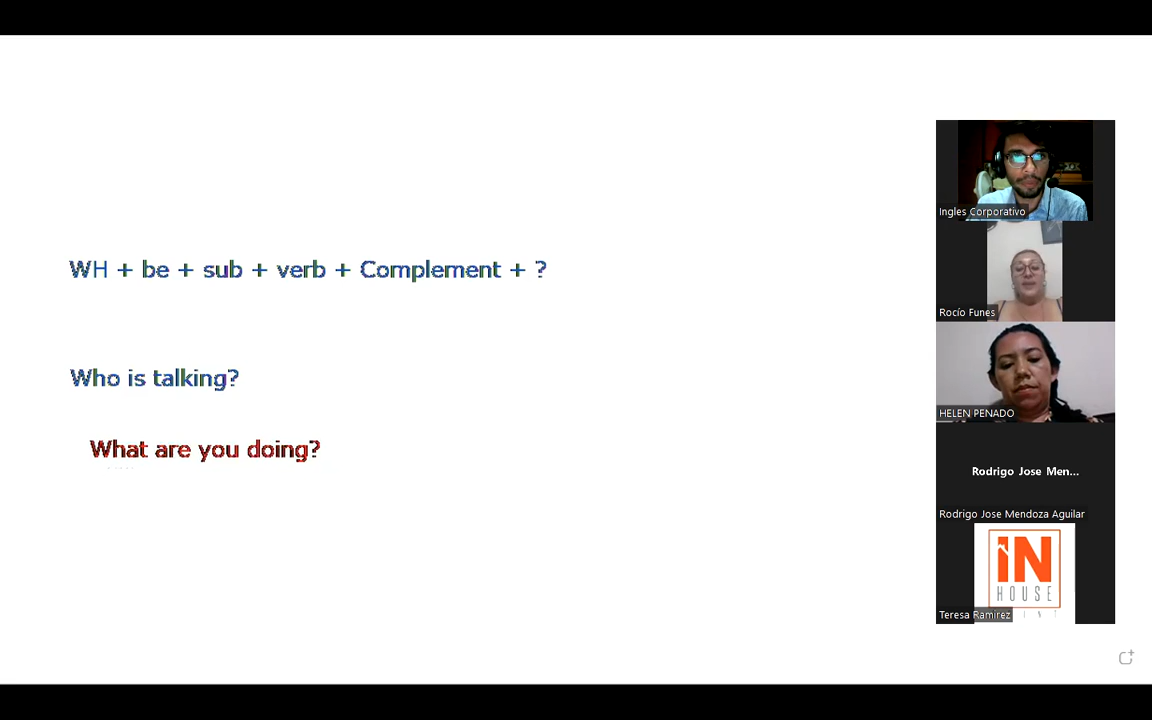 WH + be + sub + verb + Complement + ?
Who is talking?
What are you doing?
Ingles Corporativo
Rocío Funes
HELEN PENADO
Rodrigo Jose Men...
Rodrigo Jose Mendoza Aguilar
iN
HOUSE
Teresa Ramirez